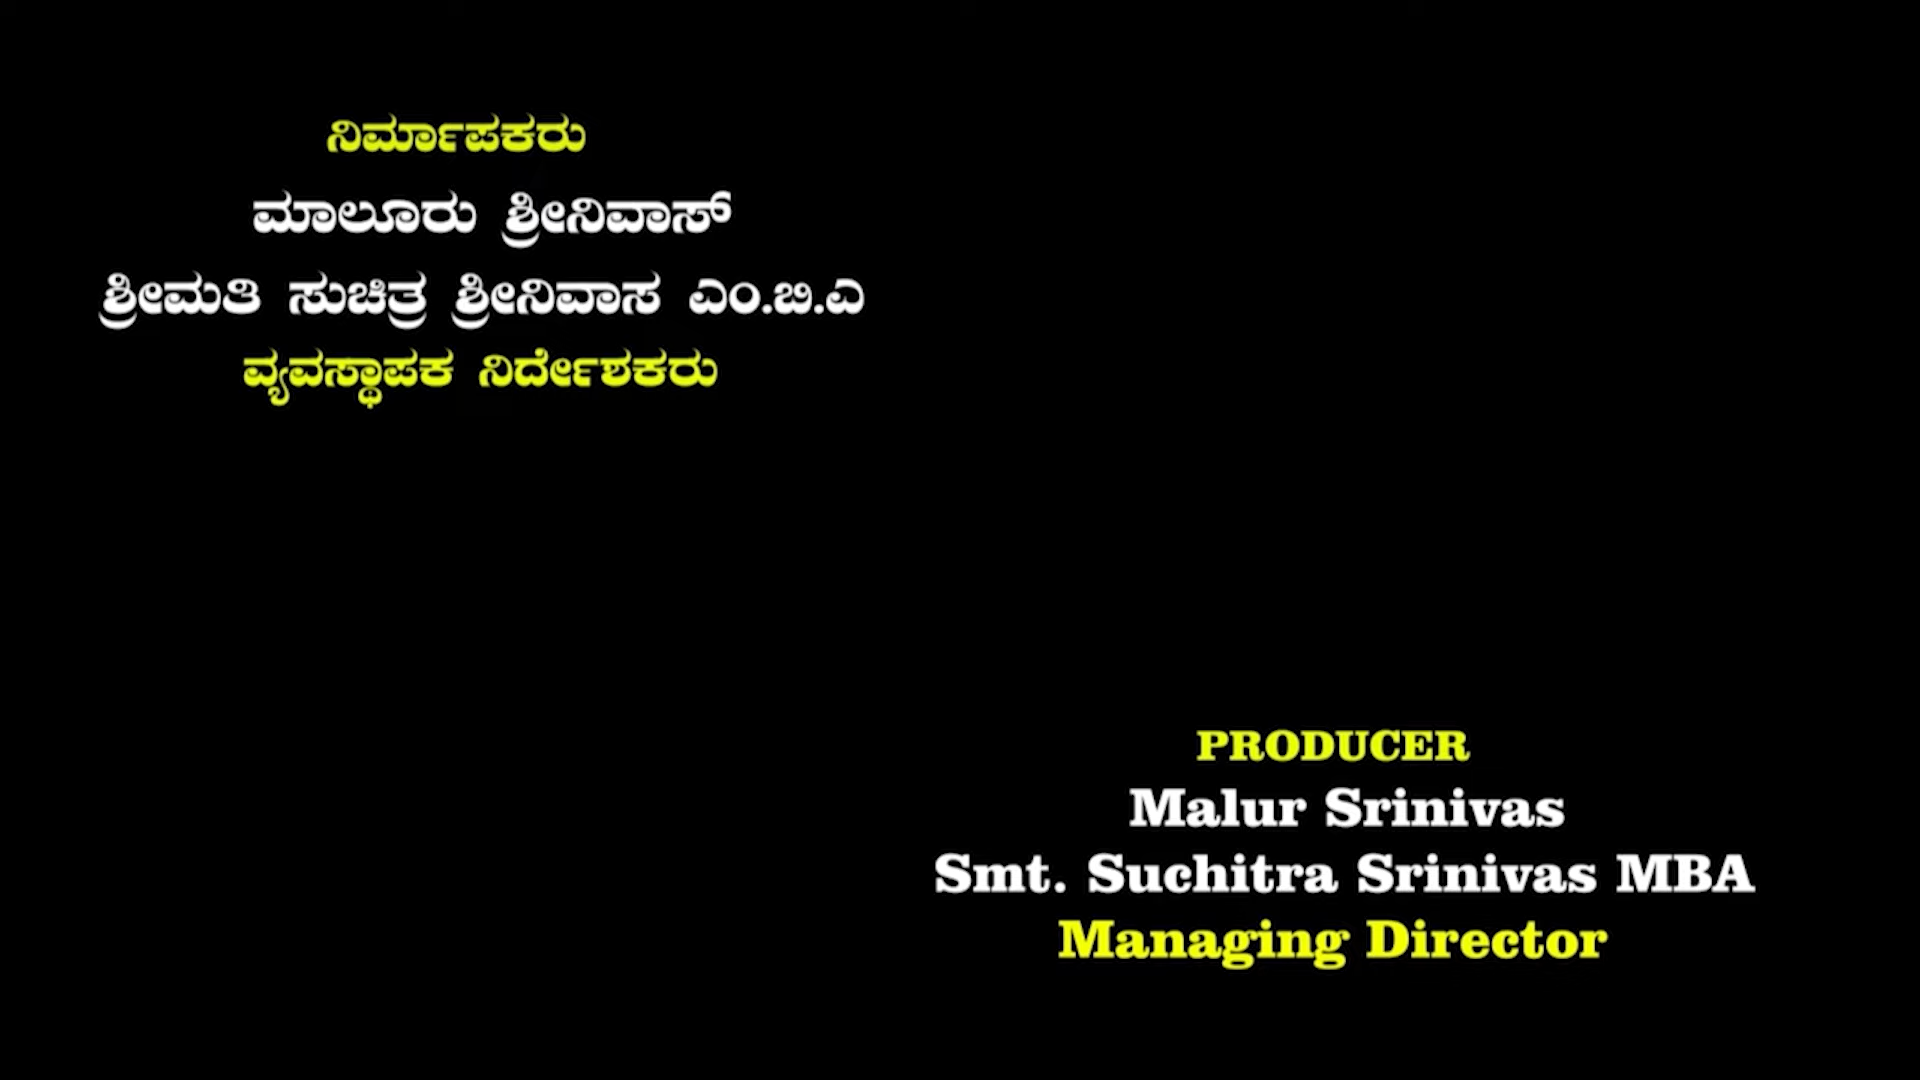 ನಿರ್ಮಾಪಕರು
ಮಾಲೂರು ಶ್ರೀನಿವಾಸ್
ಶ್ರೀಮತಿ ಸುಚಿತ್ರ ಶ್ರೀನಿವಾಸ ಎಂ.ಬಿ.ಎ
ವ್ಯವಸ್ಥಾಪಕ ನಿರ್ದೇಶಕರು
PRODUCER
Malur Srinivas
Smt. Suchitra Srinivas MBA
Managing Director